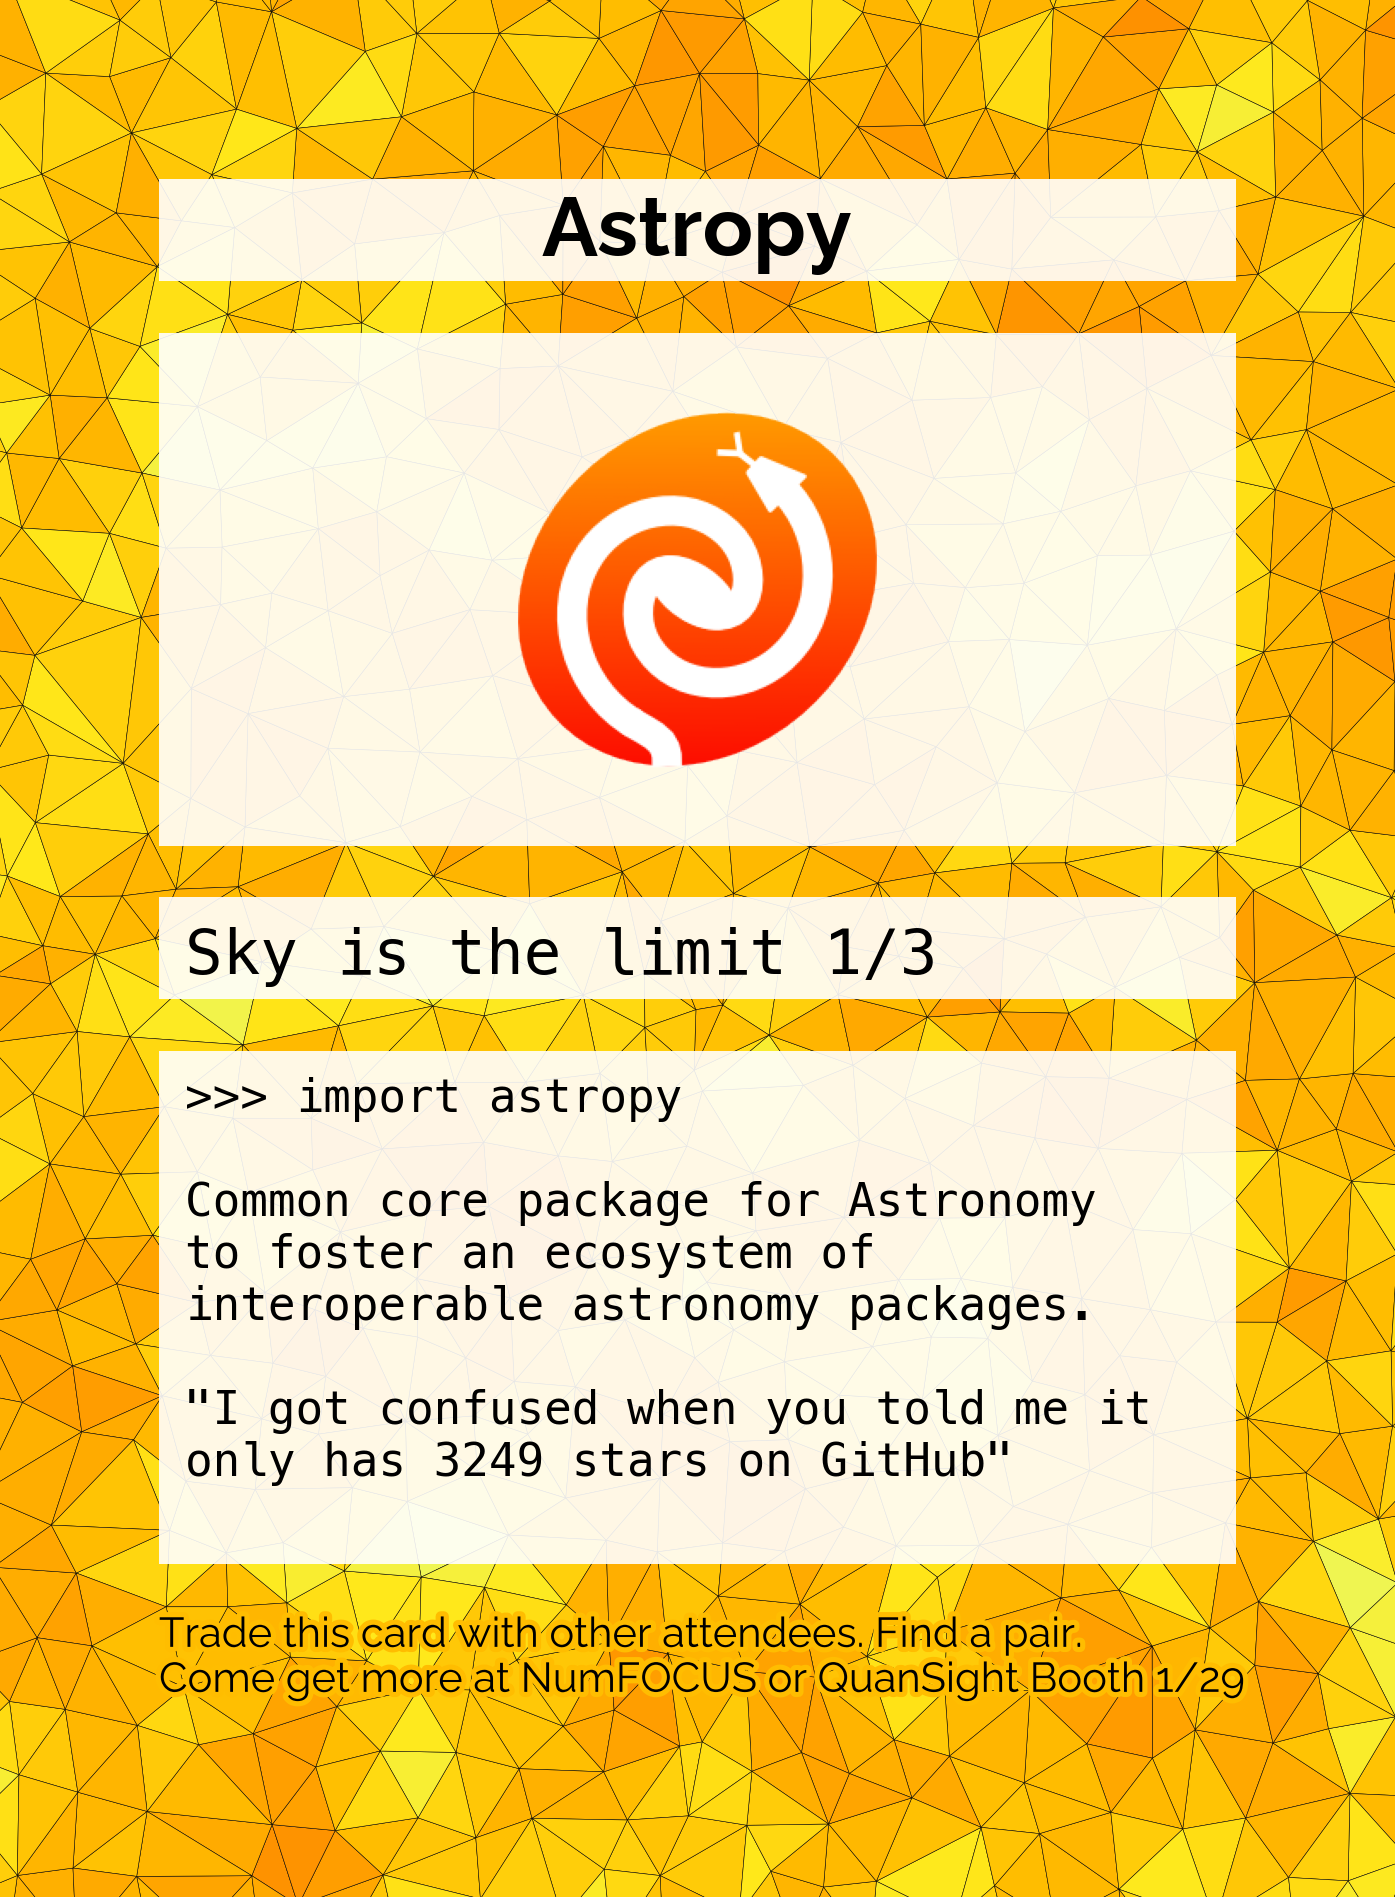 Astropy
Sky is the limit 1/3
>>> import astropy
Common core package for Astronomy
to foster an ecosystem of
interoperable astronomy packages.
"I got confused when you told me it
only has 3249 stars on GitHub"
Trade this card with other attendees. Find a pair.
Come get more at NumFOCUS or QuanSight Booth 1/29